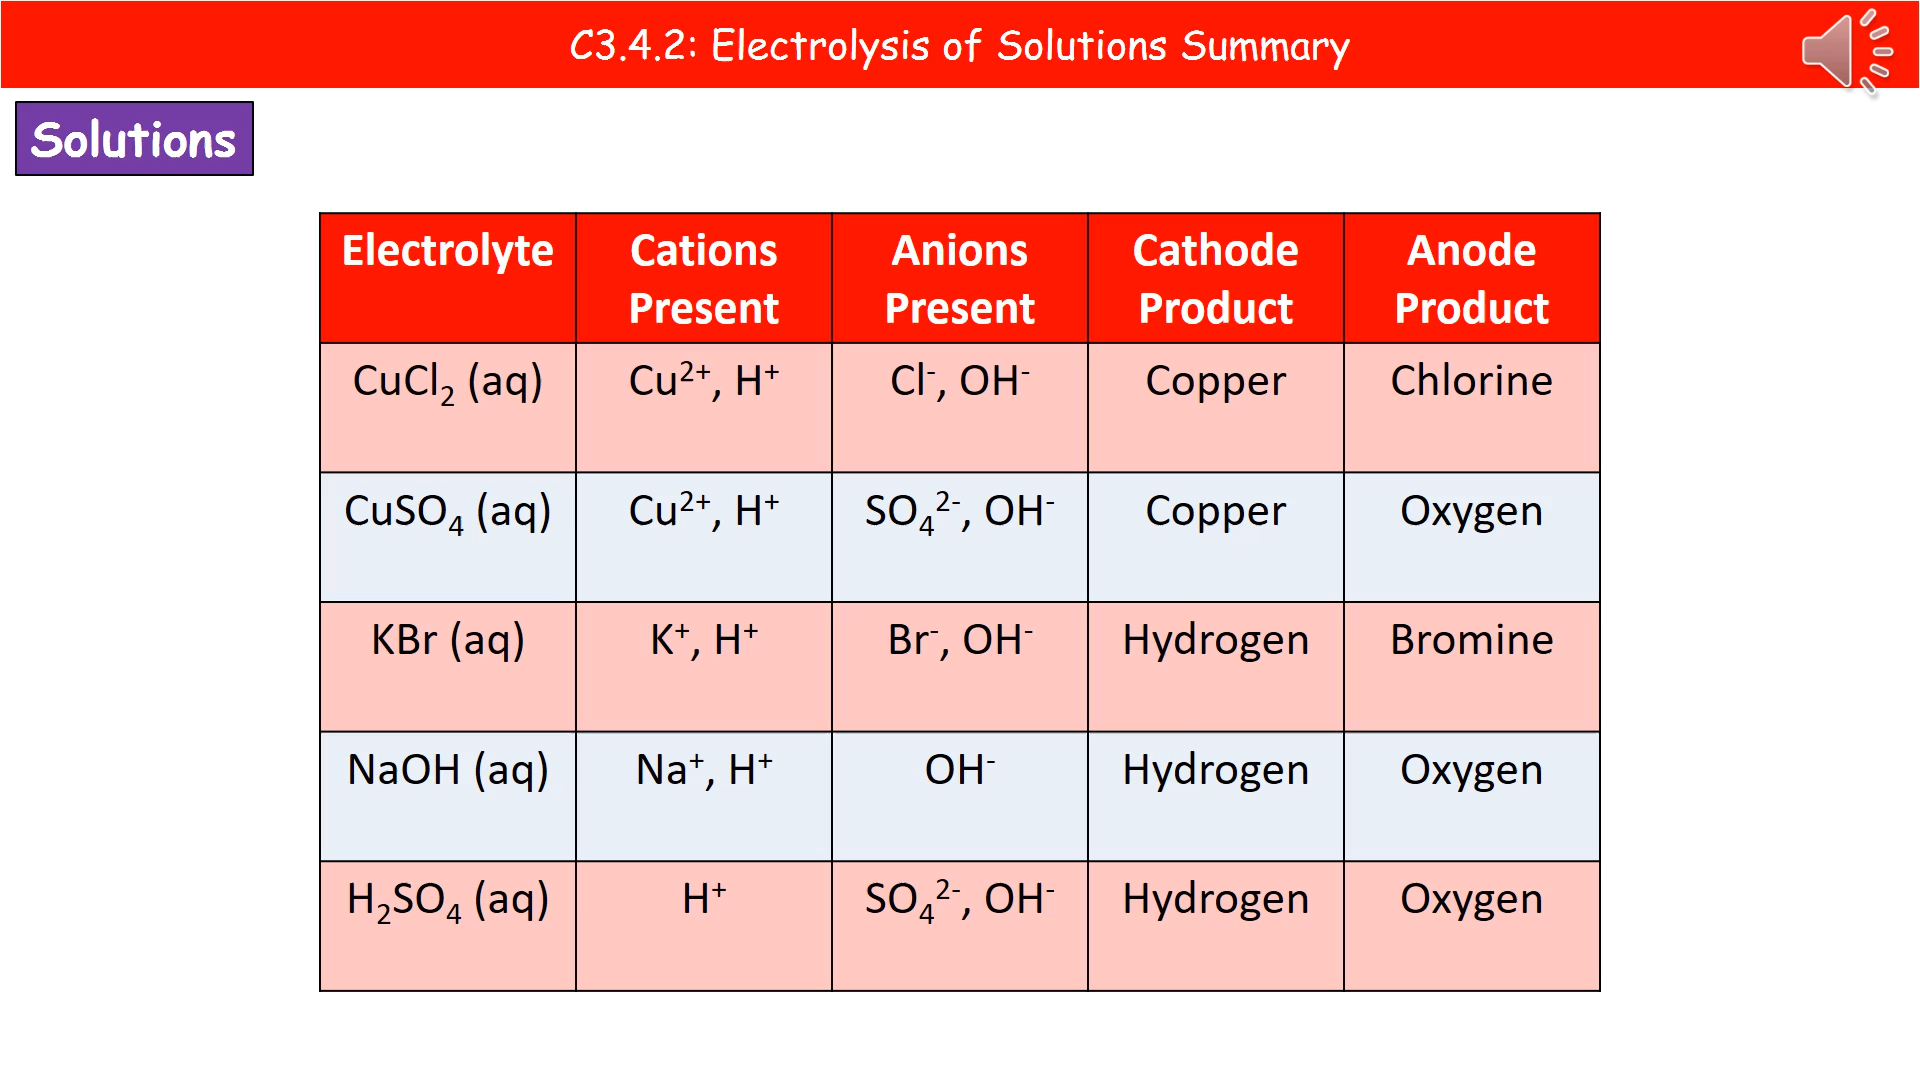 C3.4.2: Electrolysis of Solutions Summary
Solutions
Electrolyte Cations Present Anions Present Cathode Product Anode Product
CuCl₂ (aq) Cu²⁺, H⁺ Cl⁻, OH⁻ Copper Chlorine
CuSO₄ (aq) Cu²⁺, H⁺ SO₄²⁻, OH⁻ Copper Oxygen
KBr (aq) K⁺, H⁺ Br⁻, OH⁻ Hydrogen Bromine
NaOH (aq) Na⁺, H⁺ OH⁻ Hydrogen Oxygen
H₂SO₄ (aq) H⁺ SO₄²⁻, OH⁻ Hydrogen Oxygen